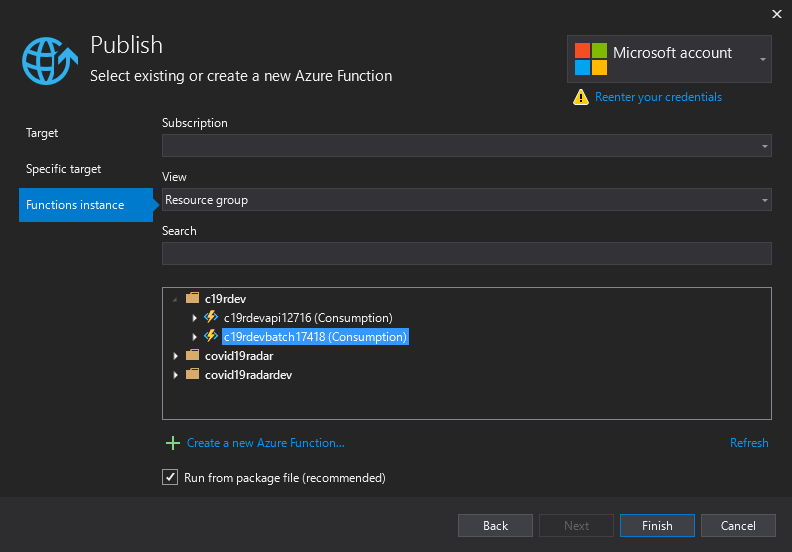 Publish
Select existing or create a new Azure Function
Microsoft account
Reenter your credentials
Target
Specific target
Functions instance
Subscription
View
Resource group
Search
c19rdev
c19rdevapi12716 (Consumption)
c19rdevbatch17418 (Consumption)
covid19radar
covid19radardev
Create a new Azure Function...
Refresh
Run from package file (recommended)
Back
Next
Finish
Cancel